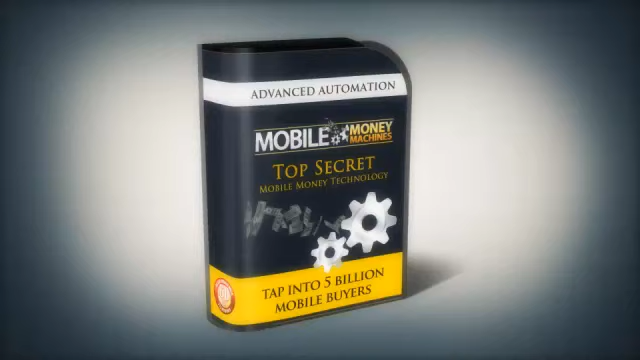 ADVANCED AUTOMATION
MOBILE MONEY MACHINES
TOP SECRET
MOBILE MONEY TECHNOLOGY
TAP INTO 5 BILLION
MOBILE BUYERS